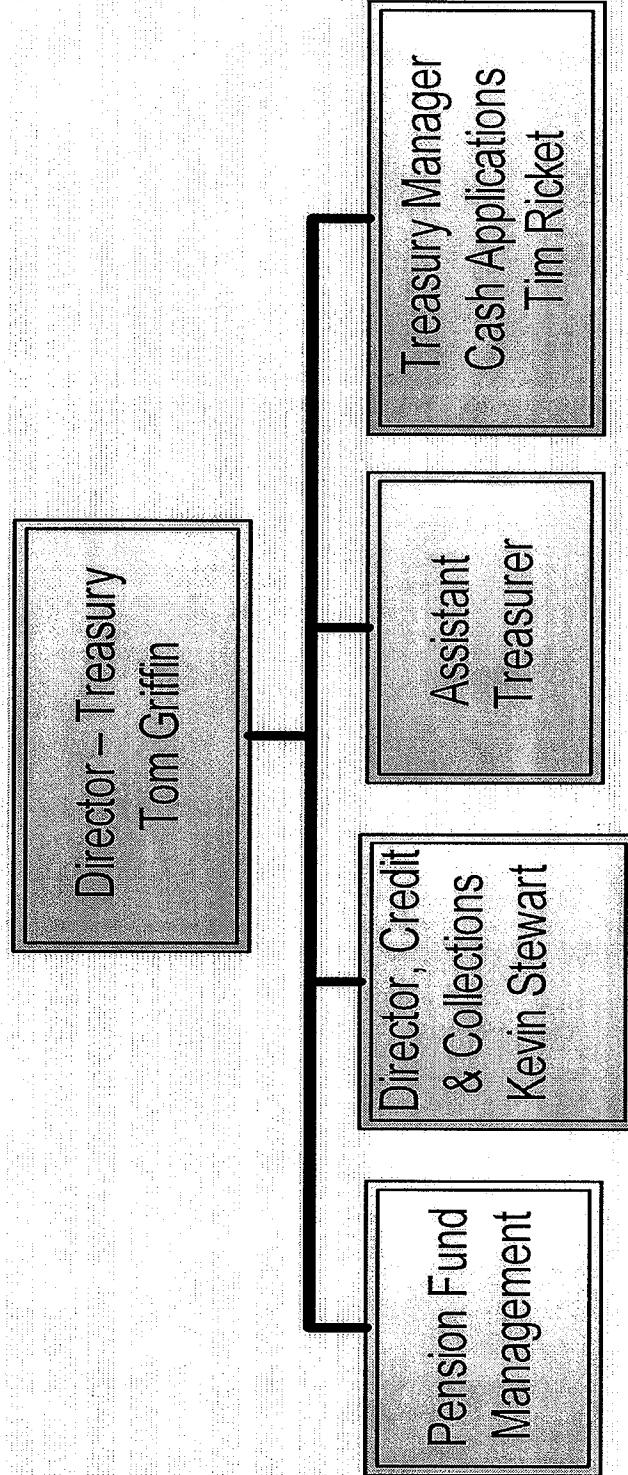 Director – Treasury
Tom Griffin
Pension Fund
Management
Director, Credit
& Collections
Kevin Stewart
Assistant
Treasurer
Treasury Manager
Cash Applications
Tim Ricket